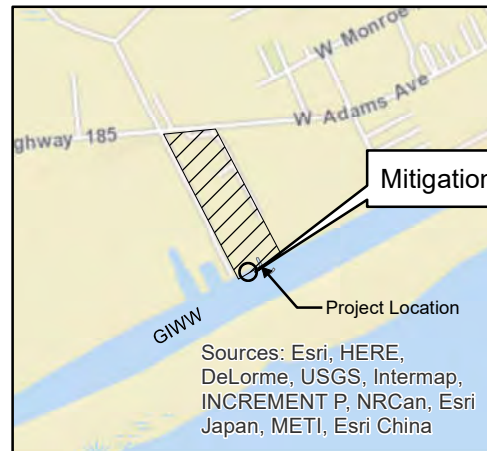 W Monroe
W Adams Ave
ghway 185
Mitigation
Project Location
GIWW
Sources: Esri, HERE,
DeLorme, USGS, Intermap,
INCREMENT P, NRCan, Esri
Japan, METI, Esri China